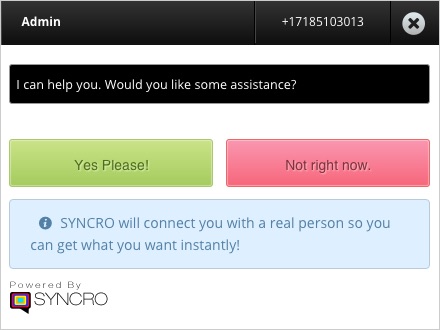 Admin
+17185103013
I can help you. Would you like some assistance?
Yes Please!
Not right now.
SYNCRO will connect you with a real person so you
can get what you want instantly!
Powered By
SYNCRO